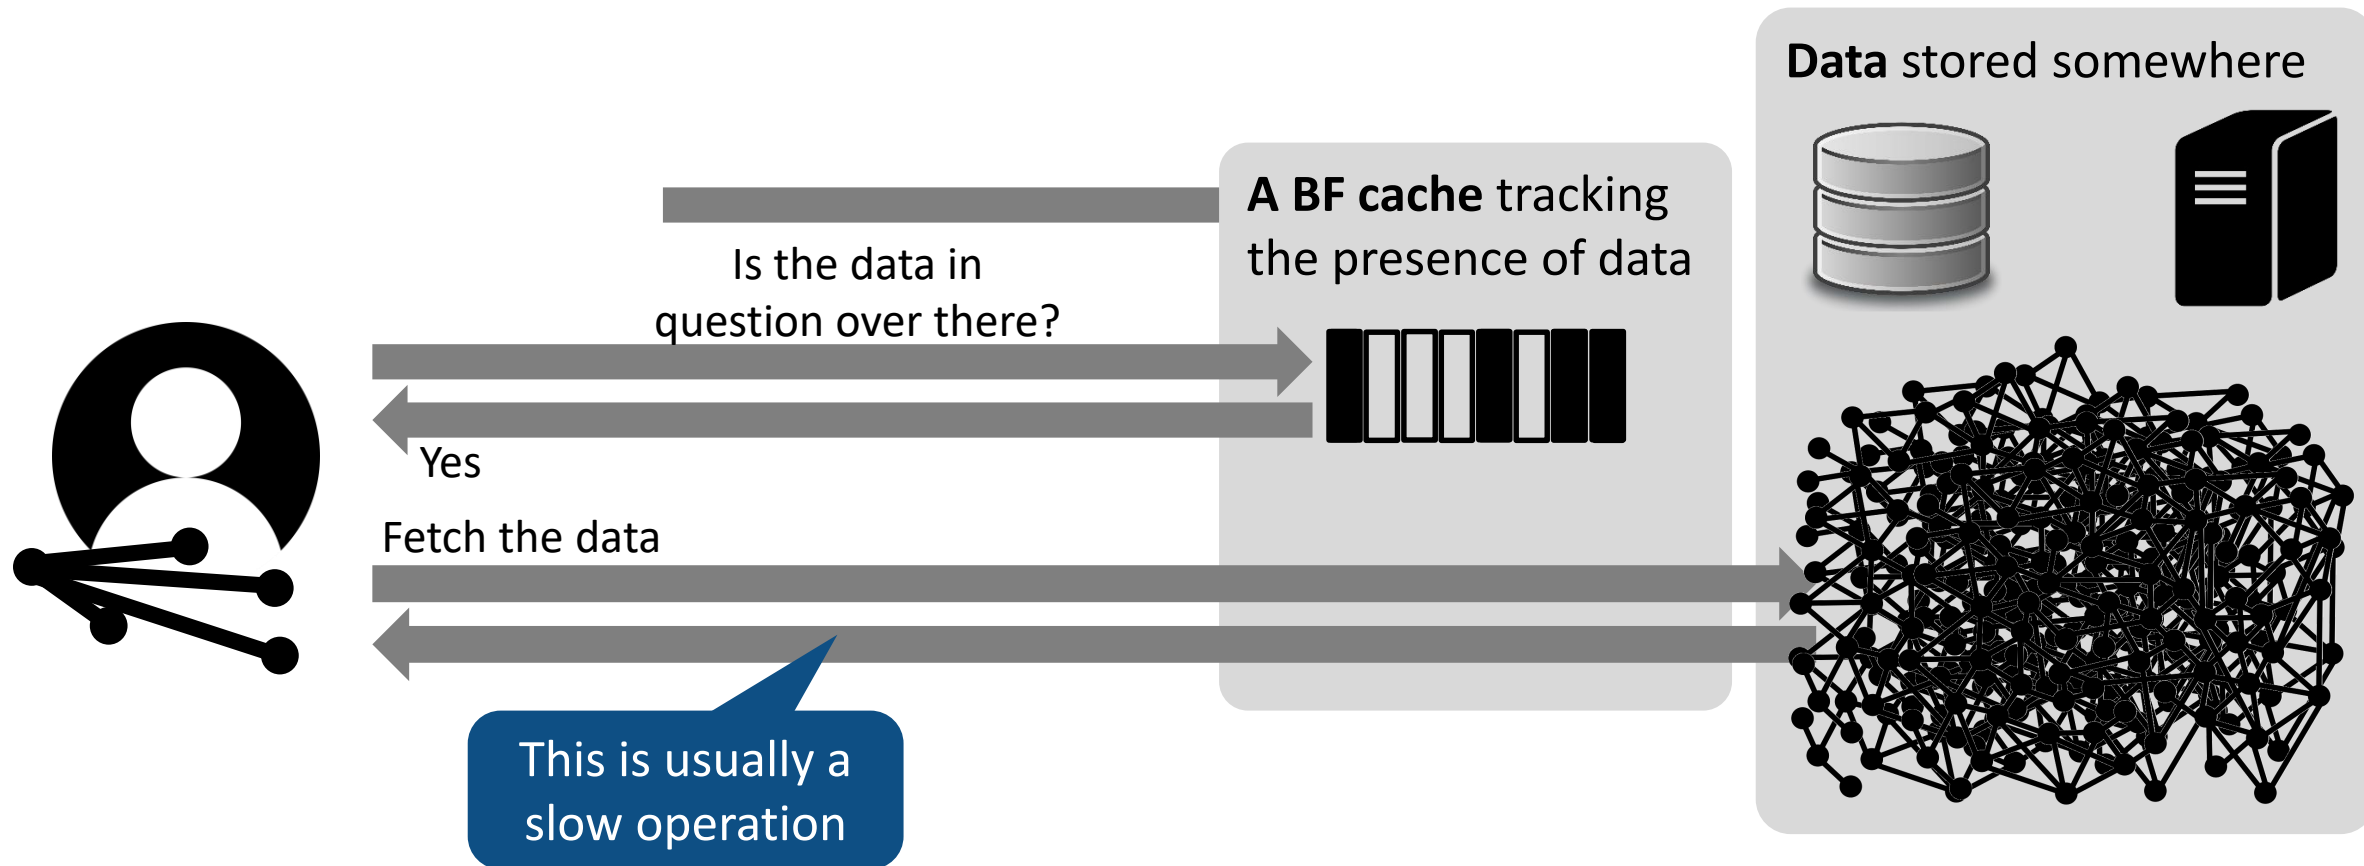 Data stored somewhere
A BF cache tracking
the presence of data
Is the data in
question over there?
Yes
Fetch the data
This is usually a
slow operation